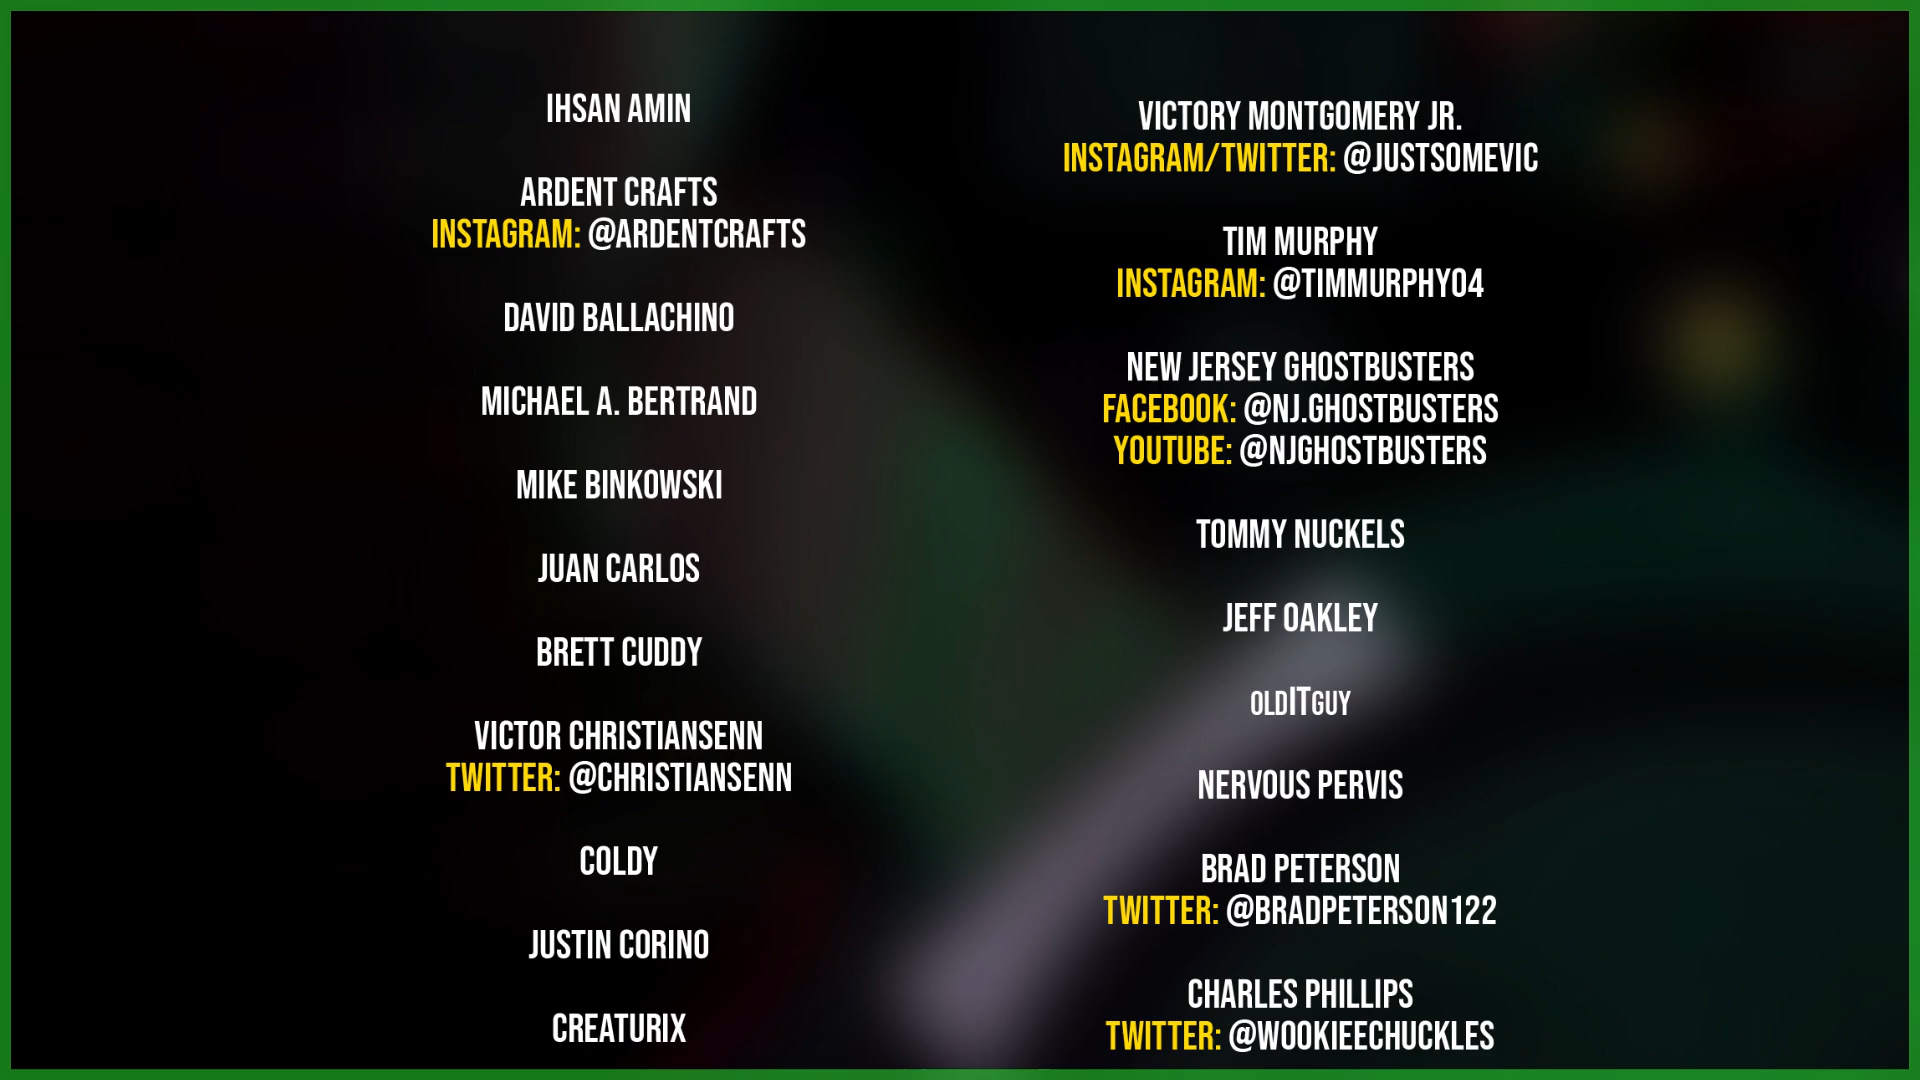 IHSAN AMIN
ARDENT CRAFTS
INSTAGRAM: @ARDENTCRAFTS
DAVID BALLACHINO
MICHAEL A. BERTRAND
MIKE BINKOWSKI
JUAN CARLOS
BRETT CUDDY
VICTOR CHRISTIANSENN
TWITTER: @CHRISTIANSENN
COLDY
JUSTIN CORINO
CREATURIX
VICTORY MONTGOMERY JR.
INSTAGRAM/TWITTER: @JUSTSOMEVIC
TIM MURPHY
INSTAGRAM: @TIMMURPHY04
NEW JERSEY GHOSTBUSTERS
FACEBOOK: @NJ.GHOSTBUSTERS
YOUTUBE: @NJGHOSTBUSTERS
TOMMY NUCKELS
JEFF OAKLEY
OLDITGUY
NERVOUS PERVIS
BRAD PETERSON
TWITTER: @BRADPETERSON122
CHARLES PHILLIPS
TWITTER: @WOOKIEECHUCKLES